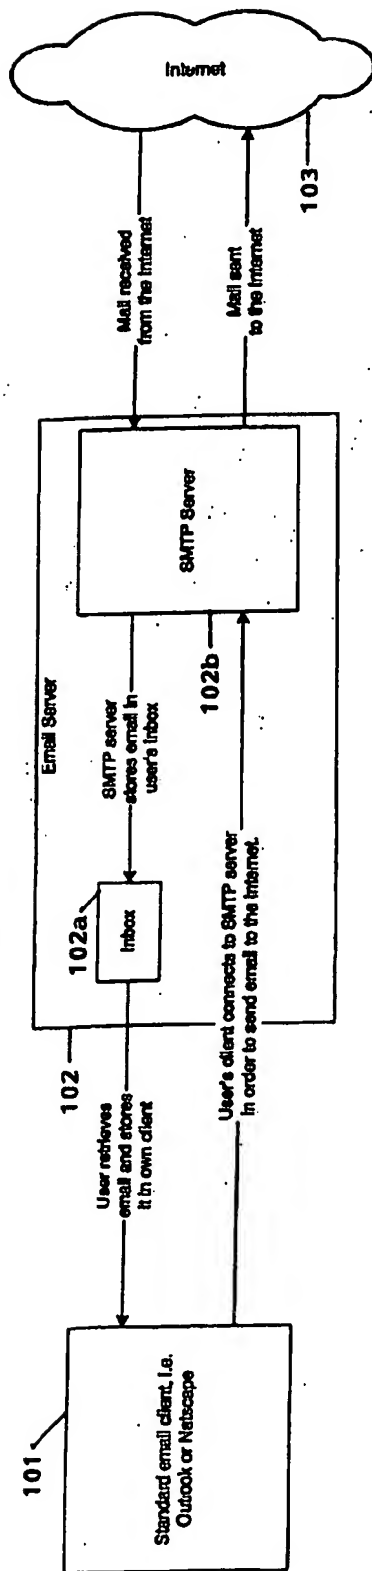 101
Standard email client, i.e.
Outlook or Netscape
User retrieves
email and stores
it in own client
102
Email Server
102a
Inbox
SMTP server
stores email in
user's inbox
102b
SMTP Server
User's client connects to SMTP server
in order to send email to the Internet.
Mail received
from the Internet
Mail sent
to the Internet
Internet
103